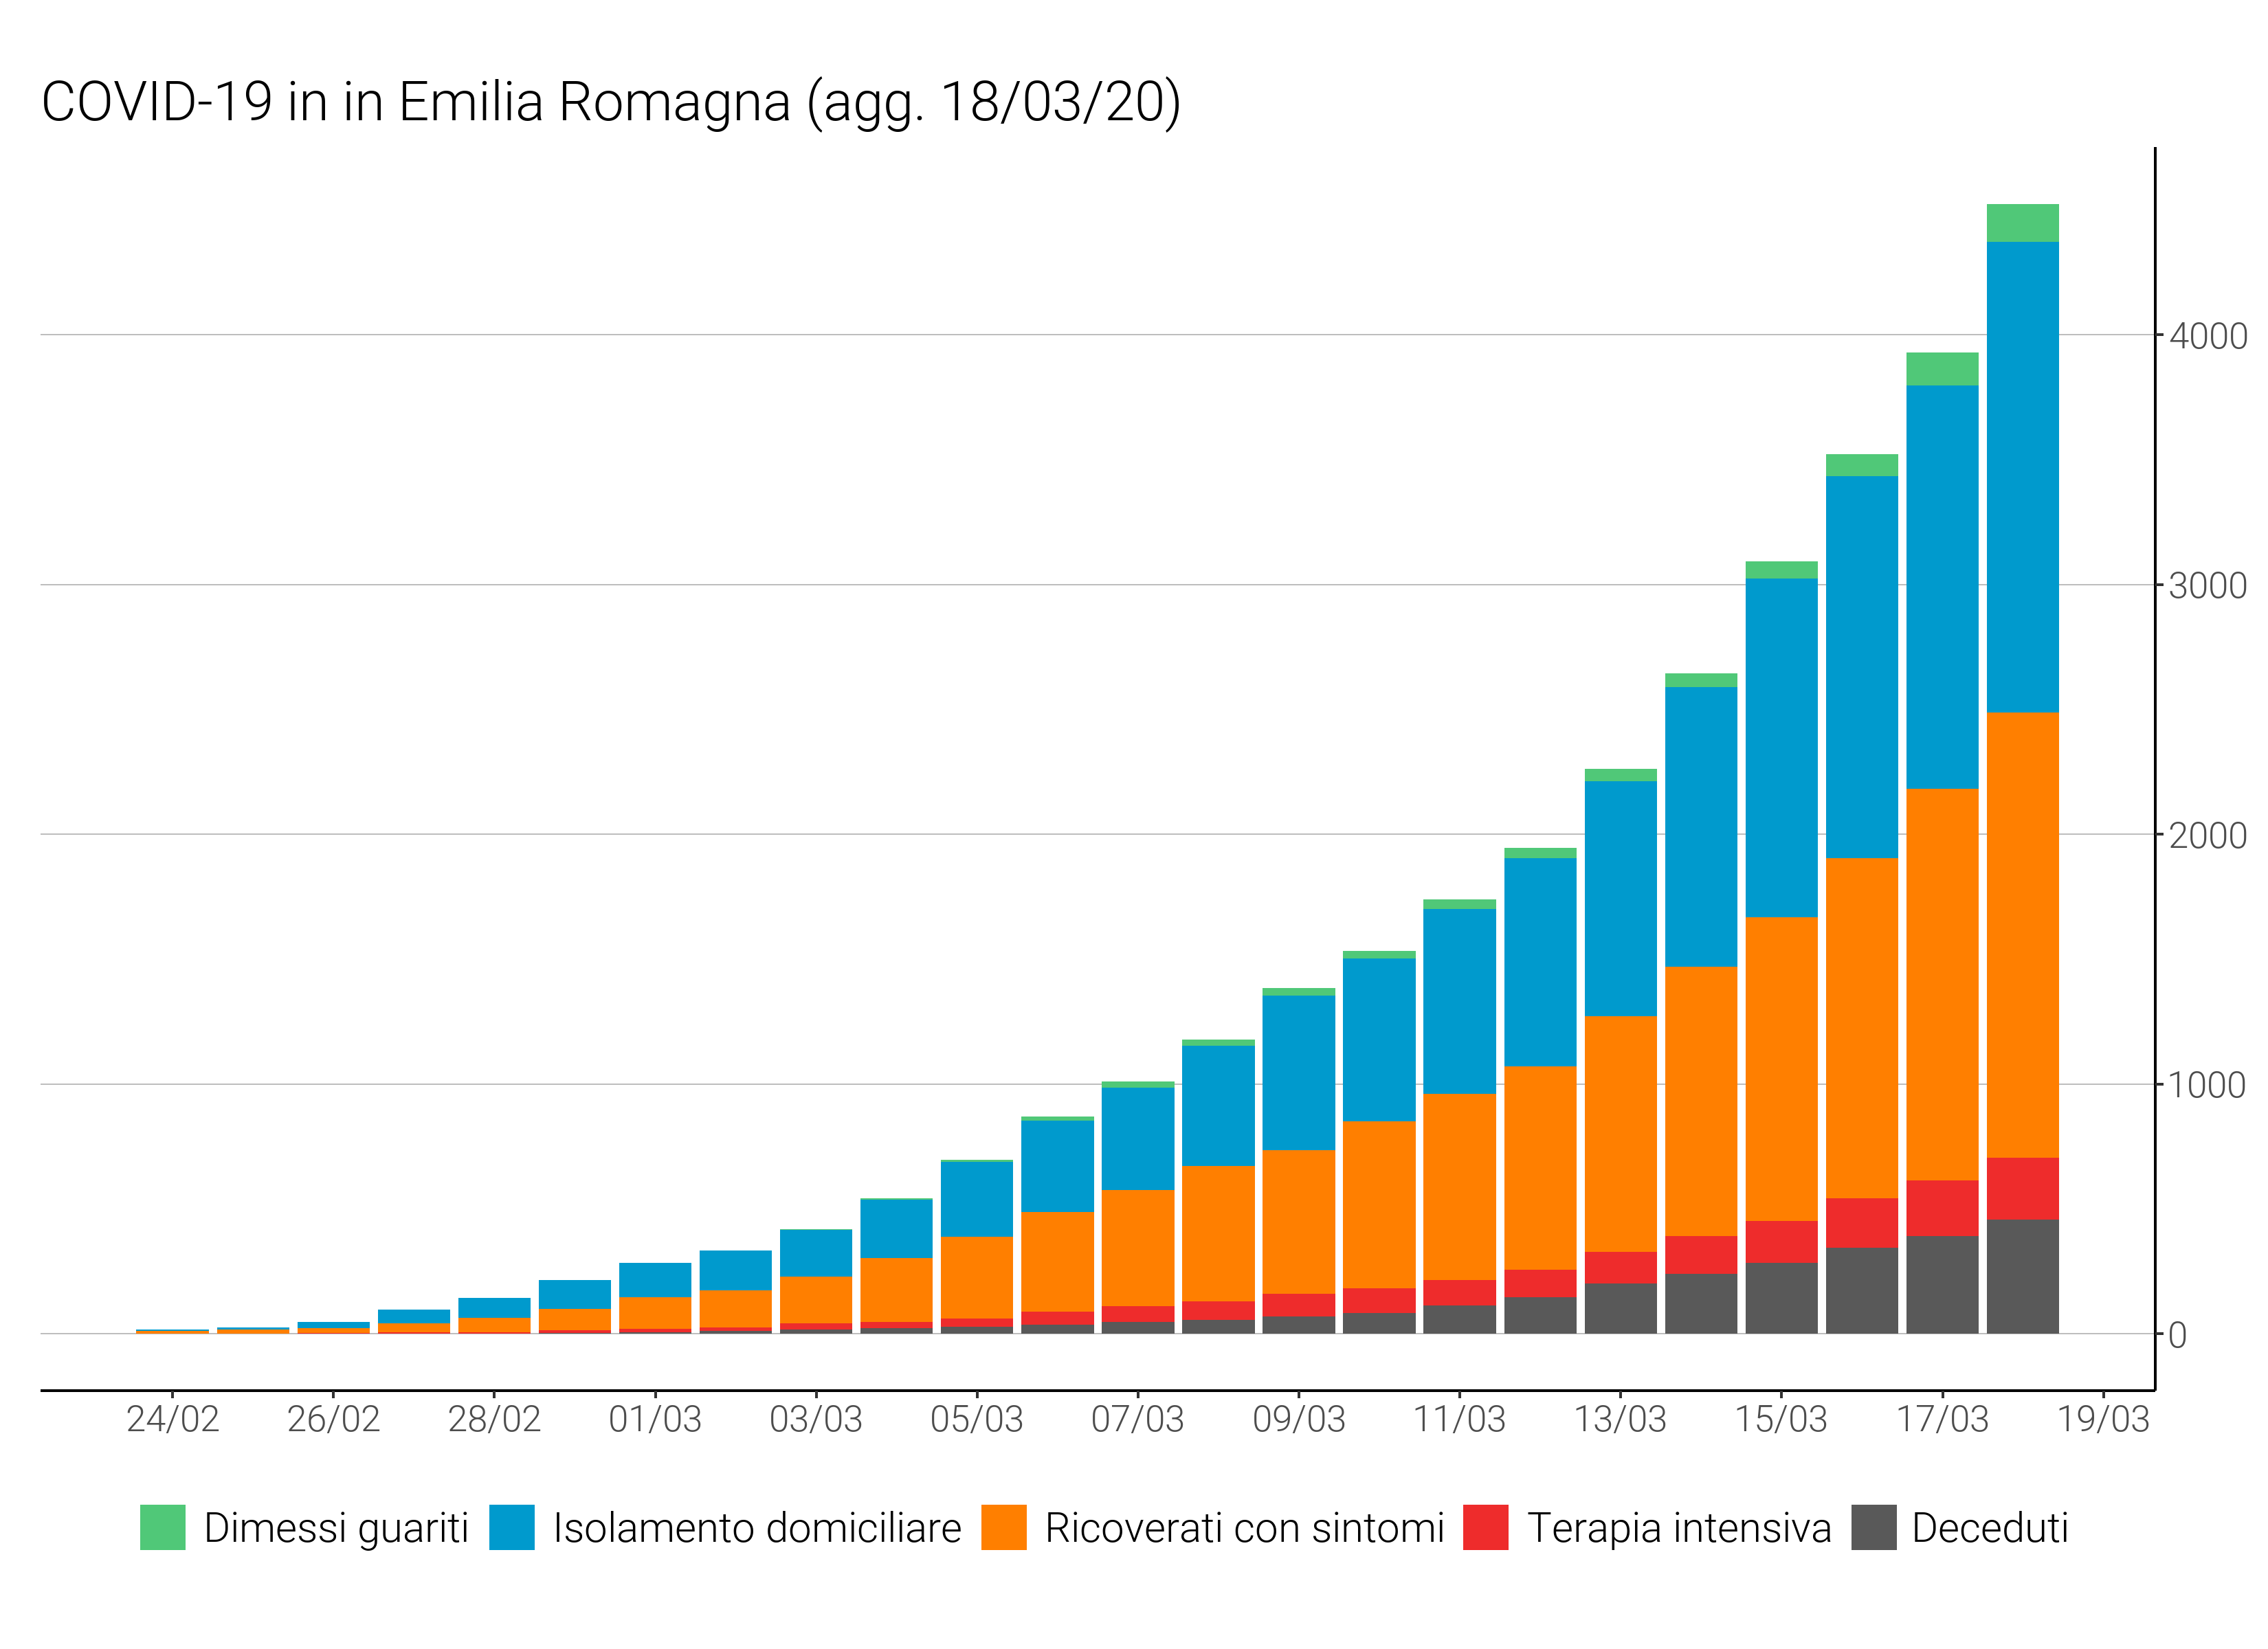 COVID-19 in in Emilia Romagna (agg. 18/03/20)
4000
3000
2000
1000
0
24/02 26/02 28/02 01/03 03/03 05/03 07/03 09/03 11/03 13/03 15/03 17/03 19/03
Dimessi guariti Isolamento domiciliare Ricoverati con sintomi Terapia intensiva Deceduti